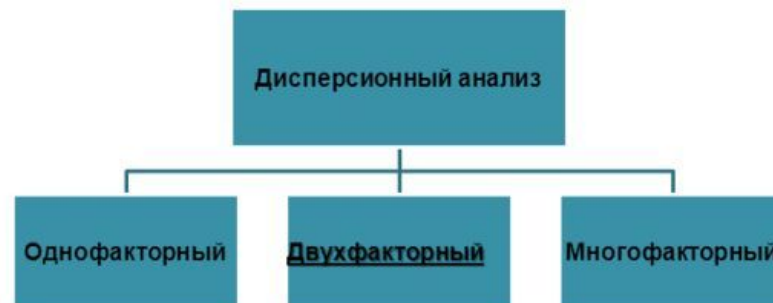 Дисперсионный анализ
Однофакторный
Двухфакторный
Многофакторный